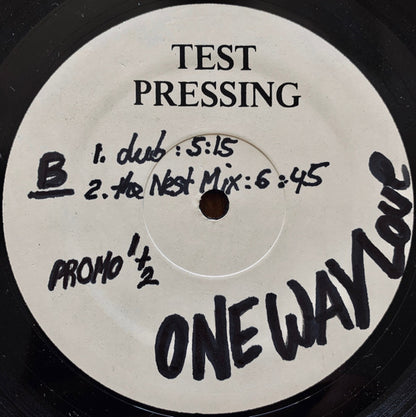 TEST
PRESSING
B
1. dub : 5:15
2. the Nest Mix : 6:45
PROMO 1+2
ONE WAY LOVE